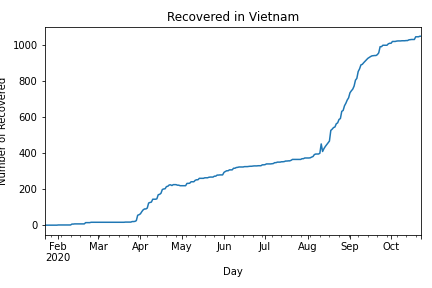 Recovered in Vietnam
Number of Recovered
1000
800
600
400
200
0
Feb Mar Apr May Jun Jul Aug Sep Oct
2020
Day